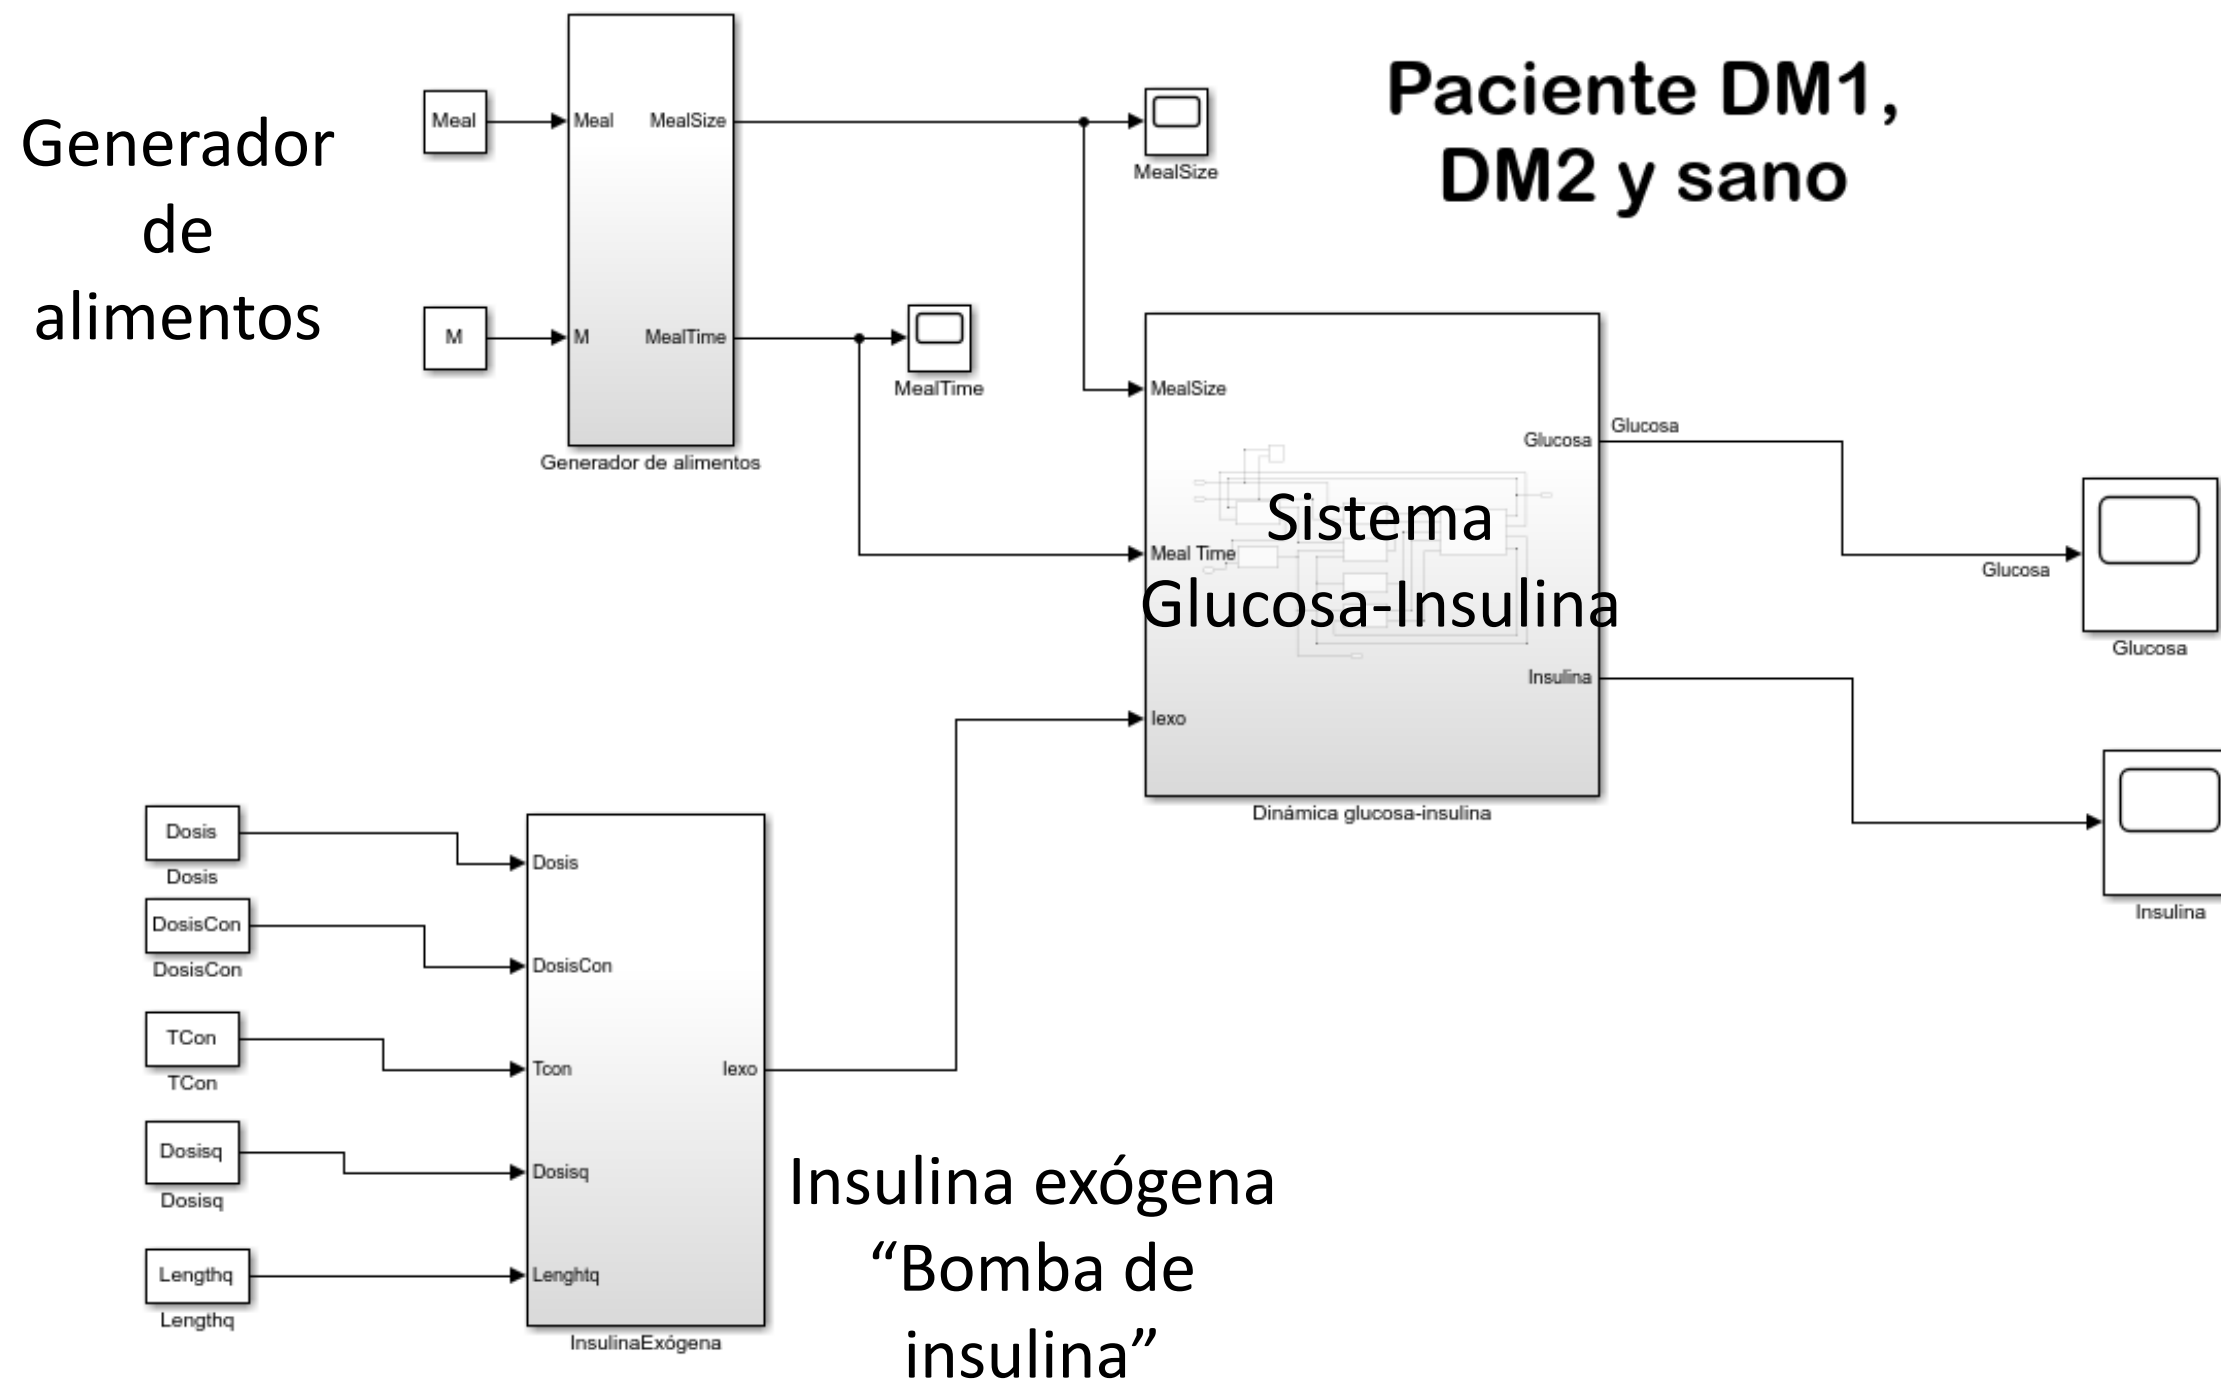 Generador
de
alimentos
Meal
M
Meal
MealSize
M
MealTime
Generador de alimentos
MealSize
MealTime
Paciente DM1,
DM2 y sano
MealSize
Meal Time
Iexo
Glucosa
Insulina
Sistema
Glucosa-Insulina
Dinámica glucosa-insulina
Glucosa
Glucosa
Glucosa
Insulina
Dosis
Dosis
DosisCon
DosisCon
TCon
TCon
Dosisq
Dosisq
Lengthq
Lengthq
Dosis
DosisCon
Tcon
Dosisq
Lenghtq
Iexo
InsulinaExógena
Insulina exógena
“Bomba de
insulina”